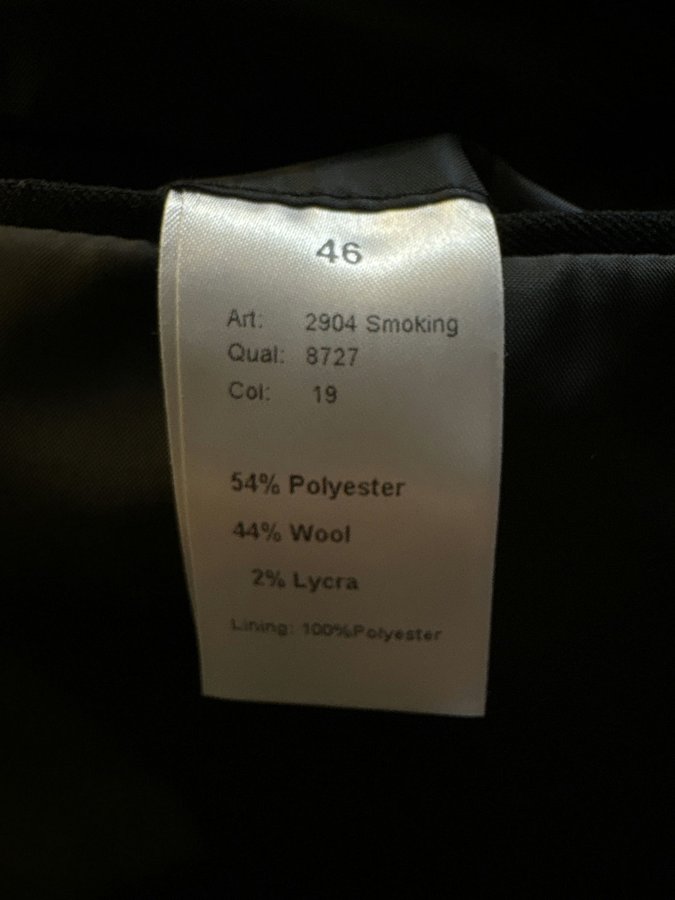 46
Art: 2904 Smoking
Qual: 8727
Col: 19
54% Polyester
44% Wool
2% Lycra
Lining: 100%Polyester